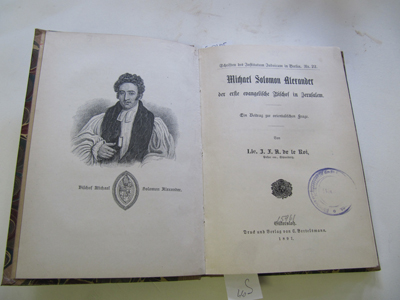 Bischof Michael Solomon Alexander.
Schriften des Institutum Judaicum in Berlin. Nr. 22.
Michael Solomon Alexander
der erste evangelische Bischof in Jerusalem.
Ein Beitrag zur orientalischen Frage.
Von
Lic. J. F. A. de le Roi,
Gütersloh.
Druck und Verlag von C. Bertelsmann.
1897.